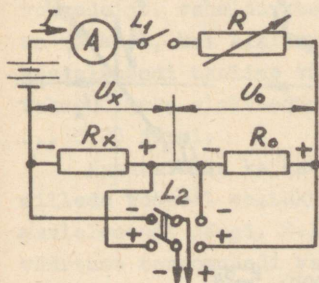 I A L₁ R
Uₓ U₀
- Rₓ + - R₀ +
L₂
- -
+ +
- +